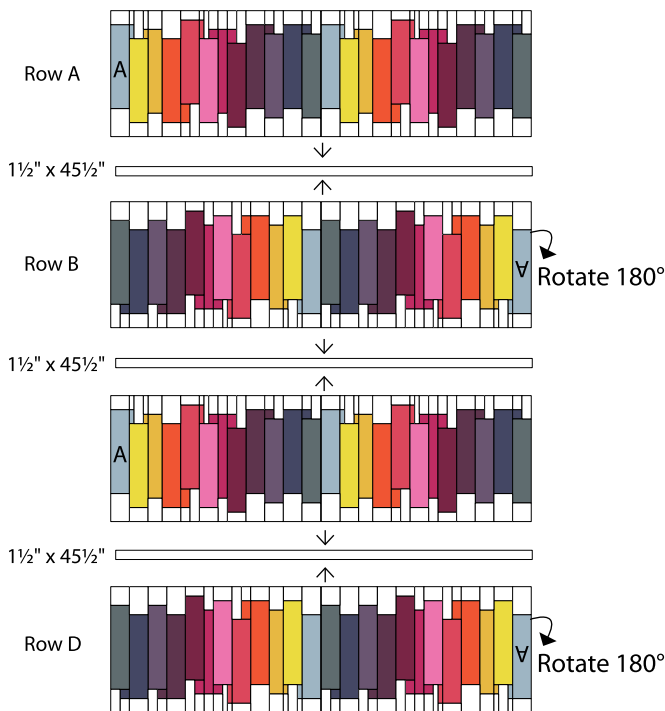 Row A
A
1½" x 45½"
Row B
∀
Rotate 180°
1½" x 45½"
A
1½" x 45½"
Row D
∀
Rotate 180°